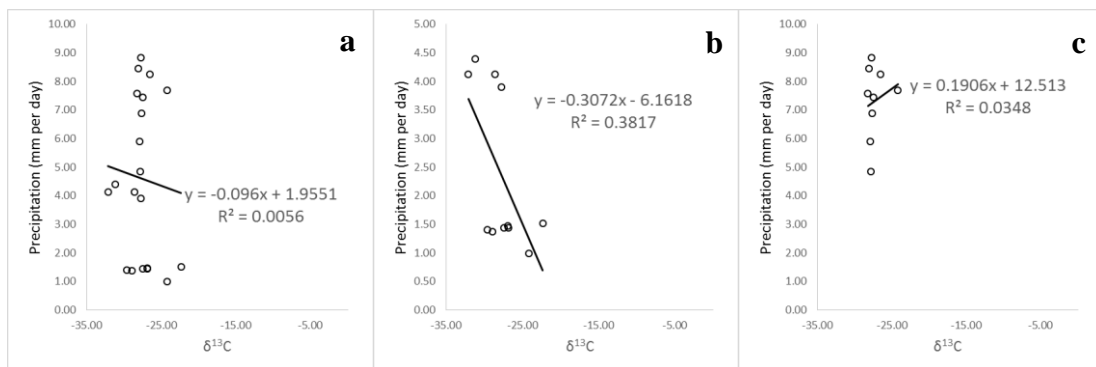 a
10.00
9.00
8.00
7.00
6.00
5.00
4.00
3.00
2.00
1.00
0.00
Precipitation (mm per day)
y = -0.096x + 1.9551
R² = 0.0056
-35.00 -25.00 -15.00 -5.00
δ¹³C
b
5.00
4.50
4.00
3.50
3.00
2.50
2.00
1.50
1.00
0.50
0.00
Precipitation (mm per day)
y = -0.3072x - 6.1618
R² = 0.3817
-35.00 -25.00 -15.00 -5.00
δ¹³C
c
10.00
9.00
8.00
7.00
6.00
5.00
4.00
3.00
2.00
1.00
0.00
Precipitation (mm per day)
y = 0.1906x + 12.513
R² = 0.0348
-35.00 -25.00 -15.00 -5.00
δ¹³C